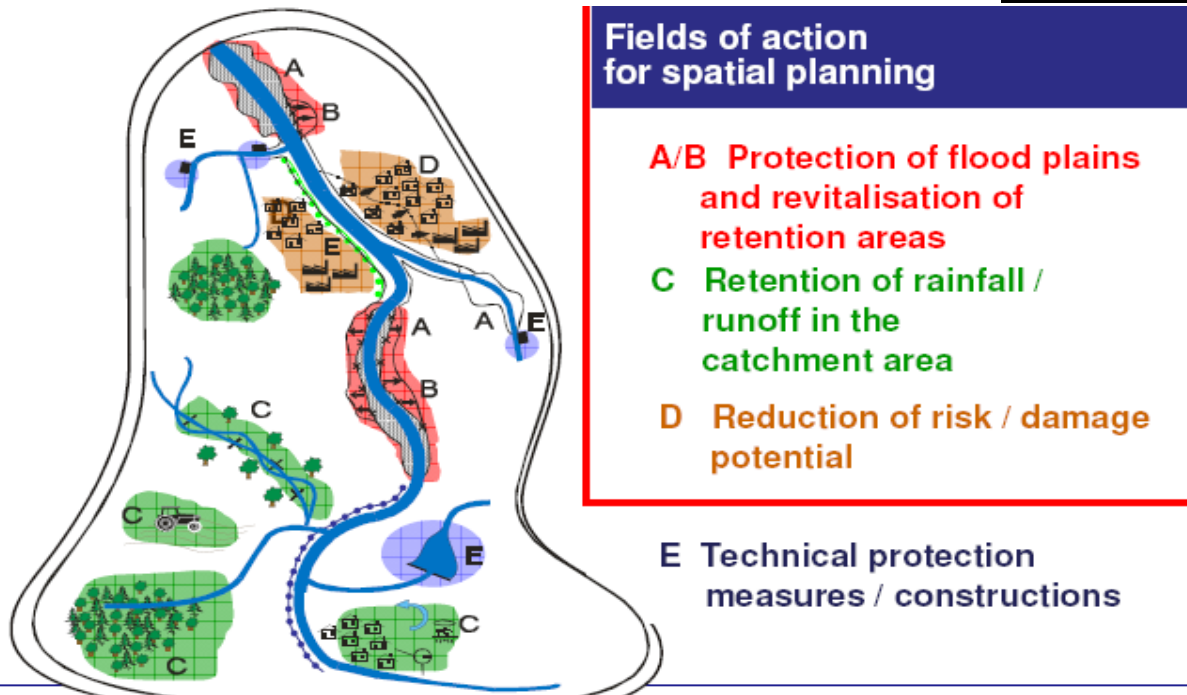 Fields of action
for spatial planning
A/B Protection of flood plains
and revitalisation of
retention areas
C Retention of rainfall /
runoff in the
catchment area
D Reduction of risk / damage
potential
E Technical protection
measures / constructions
A
B
E
D
D
E
A
A
E
B
C
C
E
C
C